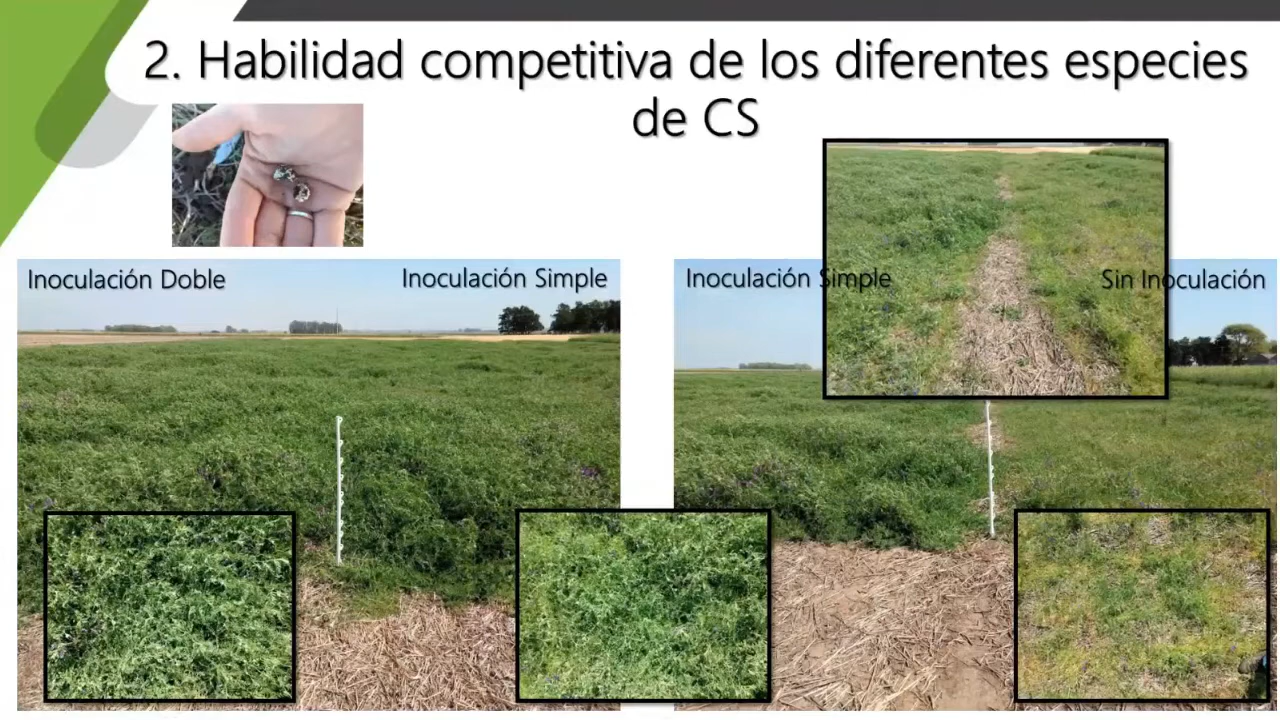 2. Habilidad competitiva de los diferentes especies
de CS
Inoculación Doble
Inoculación Simple
Inoculación Simple
Sin Inoculación